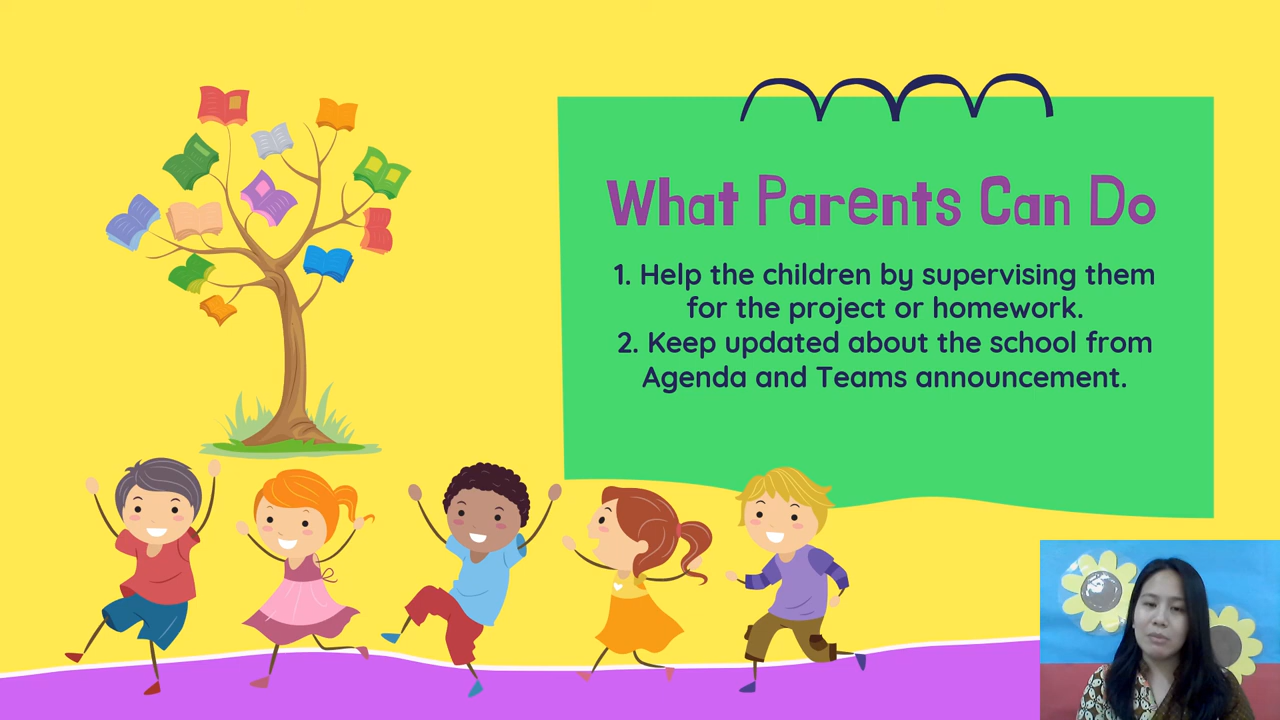 What Parents Can Do
1. Help the children by supervising them
for the project or homework.
2. Keep updated about the school from
Agenda and Teams announcement.